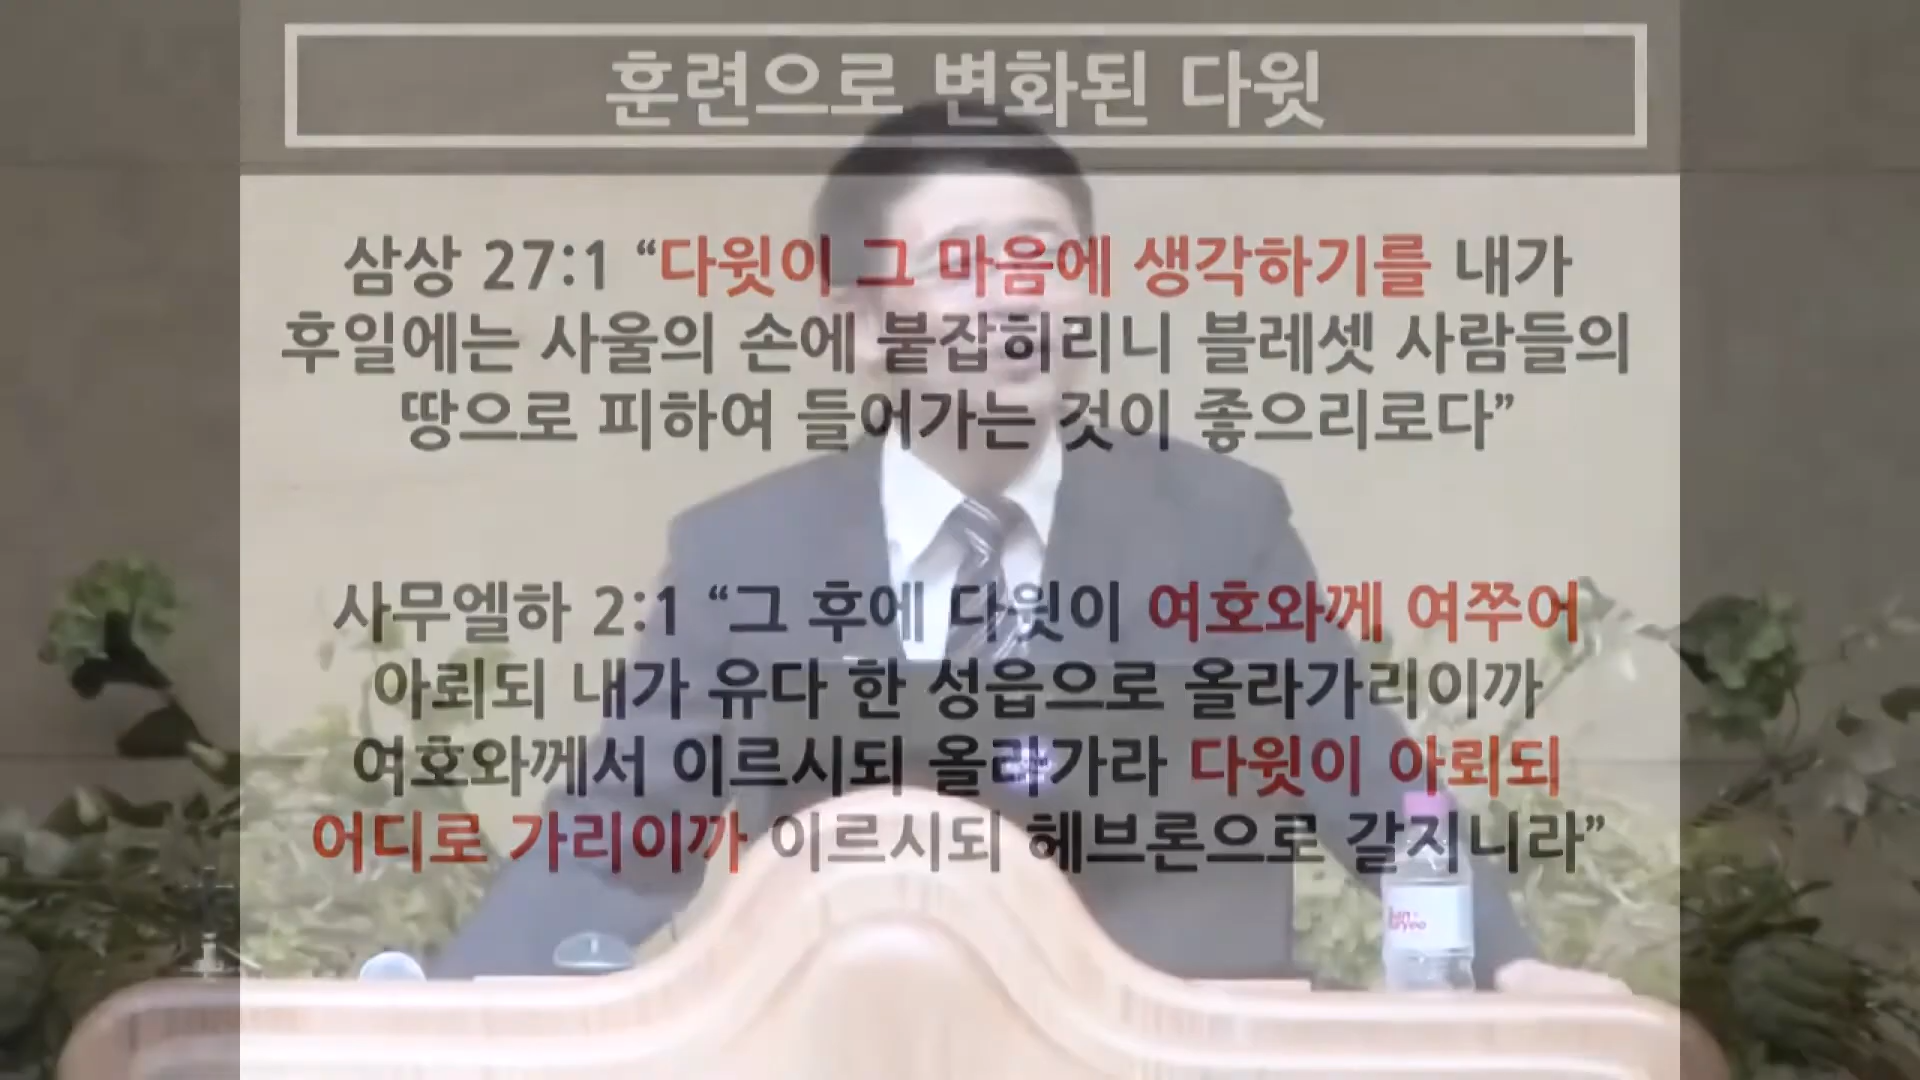 훈련으로 변화된 다윗
삼상 27:1 “다윗이 그 마음에 생각하기를 내가
후일에는 사울의 손에 붙잡히리니 블레셋 사람들의
땅으로 피하여 들어가는 것이 좋으리로다”
사무엘하 2:1 “그 후에 다윗이 여호와께 여쭈어
아뢰되 내가 유다 한 성읍으로 올라가리이까
여호와께서 이르시되 올라가라 다윗이 아뢰되
어디로 가리이까 이르시되 헤브론으로 갈지니라”